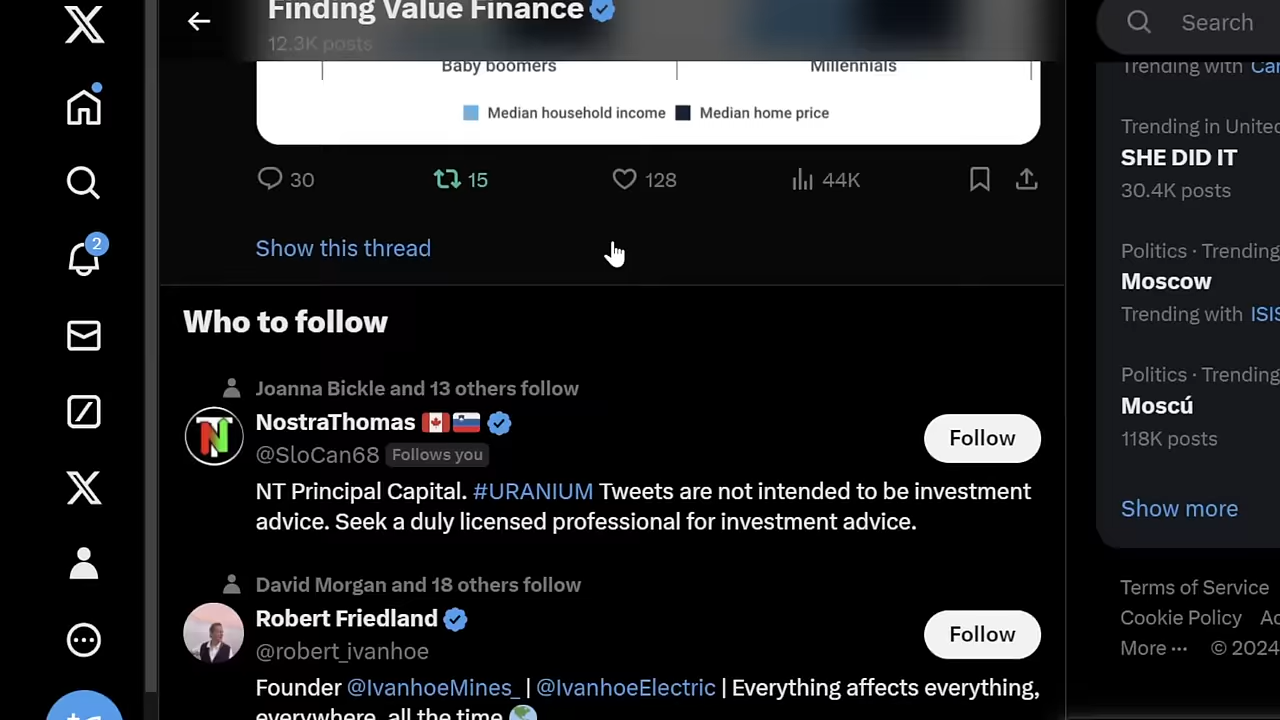 Finding Value Finance
12.3K posts
Search
Baby boomers
Millennials
Median household income
Median home price
30
15
128
44K
Show this thread
Who to follow
Joanna Bickle and 13 others follow
NostraThomas
@SloCan68 Follows you
Follow
NT Principal Capital. #URANIUM Tweets are not intended to be investment
advice. Seek a duly licensed professional for investment advice.
David Morgan and 18 others follow
Robert Friedland
@robert_ivanhoe
Follow
Founder @IvanhoeMines_ | @IvanhoeElectric | Everything affects everything,
everywhere, all the time
2
Trending with
Trending in
SHE DID IT
30.4K posts
Politics · Trending
Moscow
Trending with ISIS
Politics · Trending
Moscú
118K posts
Show more
Terms of Service
Cookie Policy
More ··· © 2024